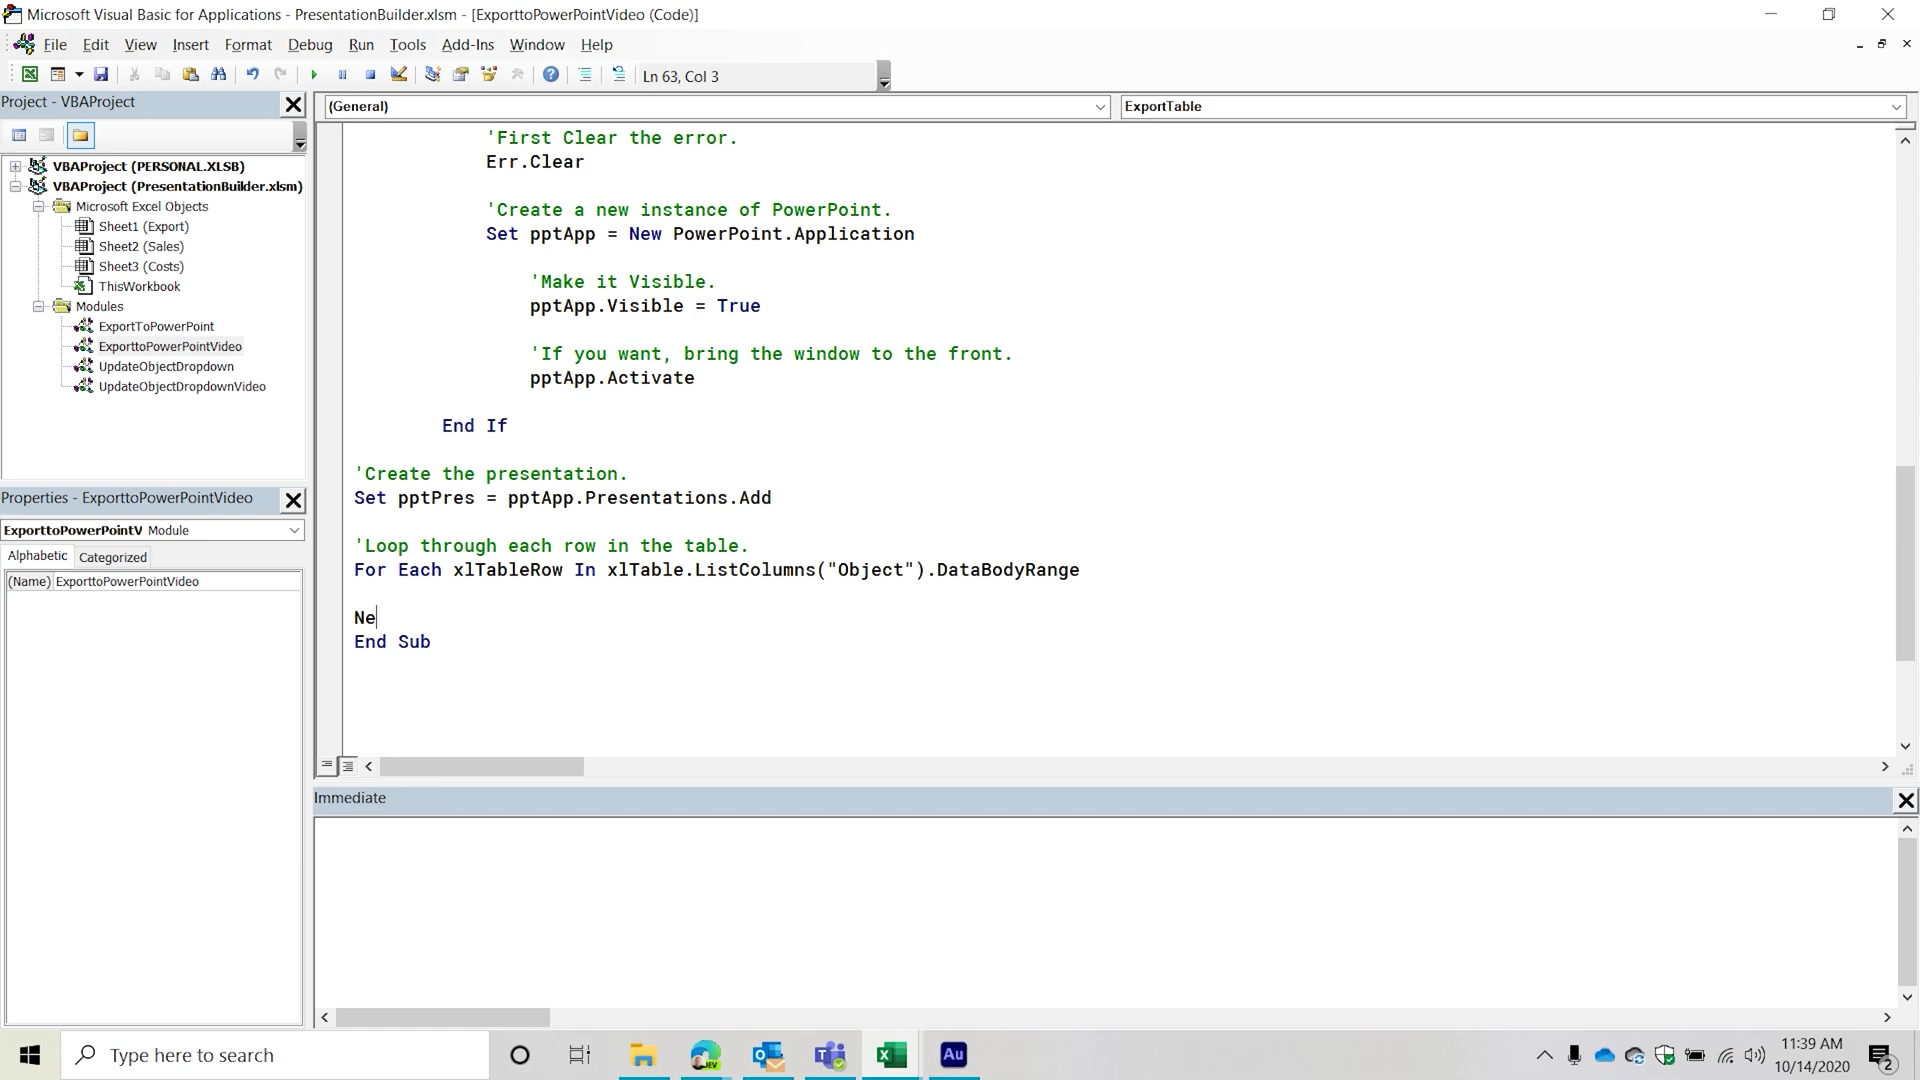 Microsoft Visual Basic for Applications - PresentationBuilder.xlsm - [ExporttoPowerPointVideo (Code)]
File Edit View Insert Format Debug Run Tools Add-Ins Window Help
Ln 63, Col 3
Project - VBAProject
(General)
ExportTable
VBAProject (PERSONAL.XLSB)
VBAProject (PresentationBuilder.xlsm)
Microsoft Excel Objects
Sheet1 (Export)
Sheet2 (Sales)
Sheet3 (Costs)
ThisWorkbook
Modules
ExportToPowerPoint
ExporttoPowerPointVideo
UpdateObjectDropdown
UpdateObjectDropdownVideo
Properties - ExporttoPowerPointVideo
ExporttoPowerPointV Module
Alphabetic Categorized
(Name) ExporttoPowerPointVideo
'First Clear the error.
Err.Clear
'Create a new instance of PowerPoint.
Set pptApp = New PowerPoint.Application
'Make it Visible.
pptApp.Visible = True
'If you want, bring the window to the front.
pptApp.Activate
End If
'Create the presentation.
Set pptPres = pptApp.Presentations.Add
'Loop through each row in the table.
For Each xlTableRow In xlTable.ListColumns("Object").DataBodyRange
Ne
End Sub
Immediate
Type here to search
DEV
Au
11:39 AM
10/14/2020
2